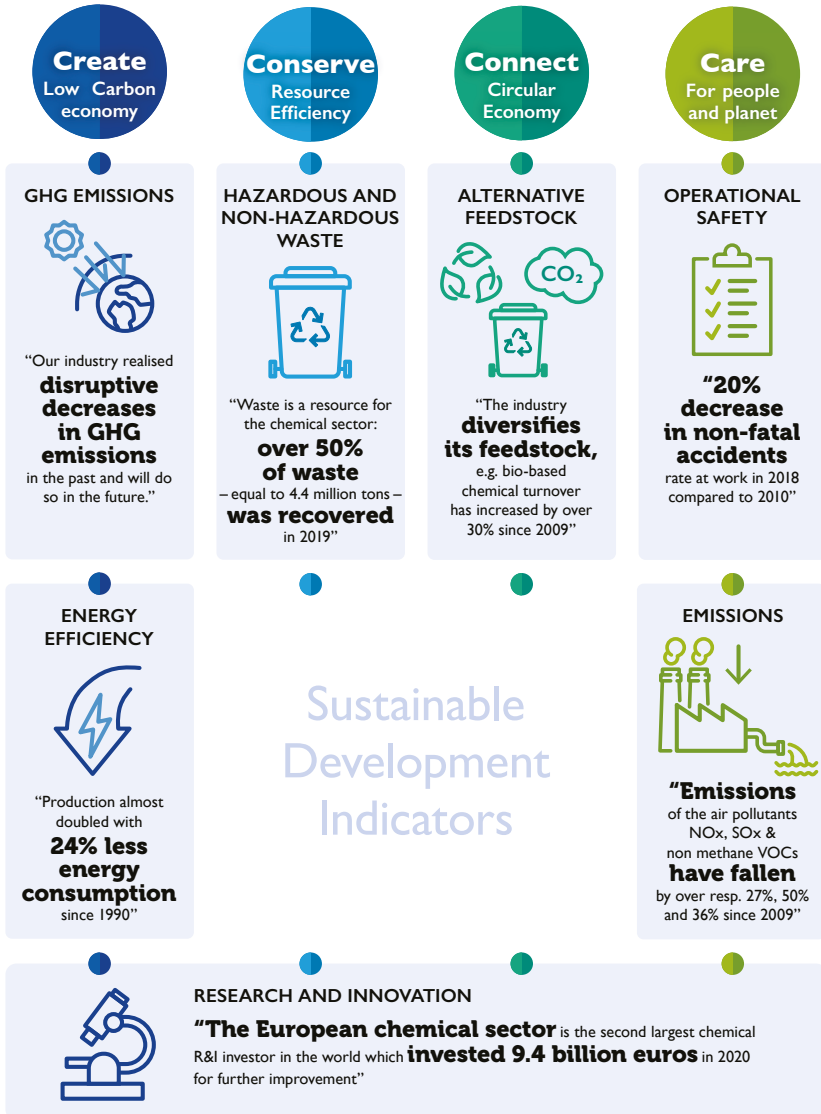 Create
Low Carbon
economy
Conserve
Resource
Efficiency
Connect
Circular
Economy
Care
For people
and planet
GHG EMISSIONS
“Our industry realised
disruptive
decreases
in GHG
emissions
in the past and will do
so in the future.”
HAZARDOUS AND
NON-HAZARDOUS
WASTE
“Waste is a resource for
the chemical sector:
over 50%
of waste
– equal to 4.4 million tons –
was recovered
in 2019”
ALTERNATIVE
FEEDSTOCK
CO₂
“The industry
diversifies
its feedstock,
e.g. bio-based
chemical turnover
has increased by over
30% since 2009”
OPERATIONAL
SAFETY
“20%
decrease
in non-fatal
accidents
rate at work in 2018
compared to 2010”
ENERGY
EFFICIENCY
“Production almost
doubled with
24% less
energy
consumption
since 1990”
Sustainable
Development
Indicators
EMISSIONS
“Emissions
of the air pollutants
NOx, SOx &
non methane VOCs
have fallen
by over resp. 27%, 50%
and 36% since 2009”
RESEARCH AND INNOVATION
“The European chemical sector is the second largest chemical
R&I investor in the world which invested 9.4 billion euros in 2020
for further improvement”